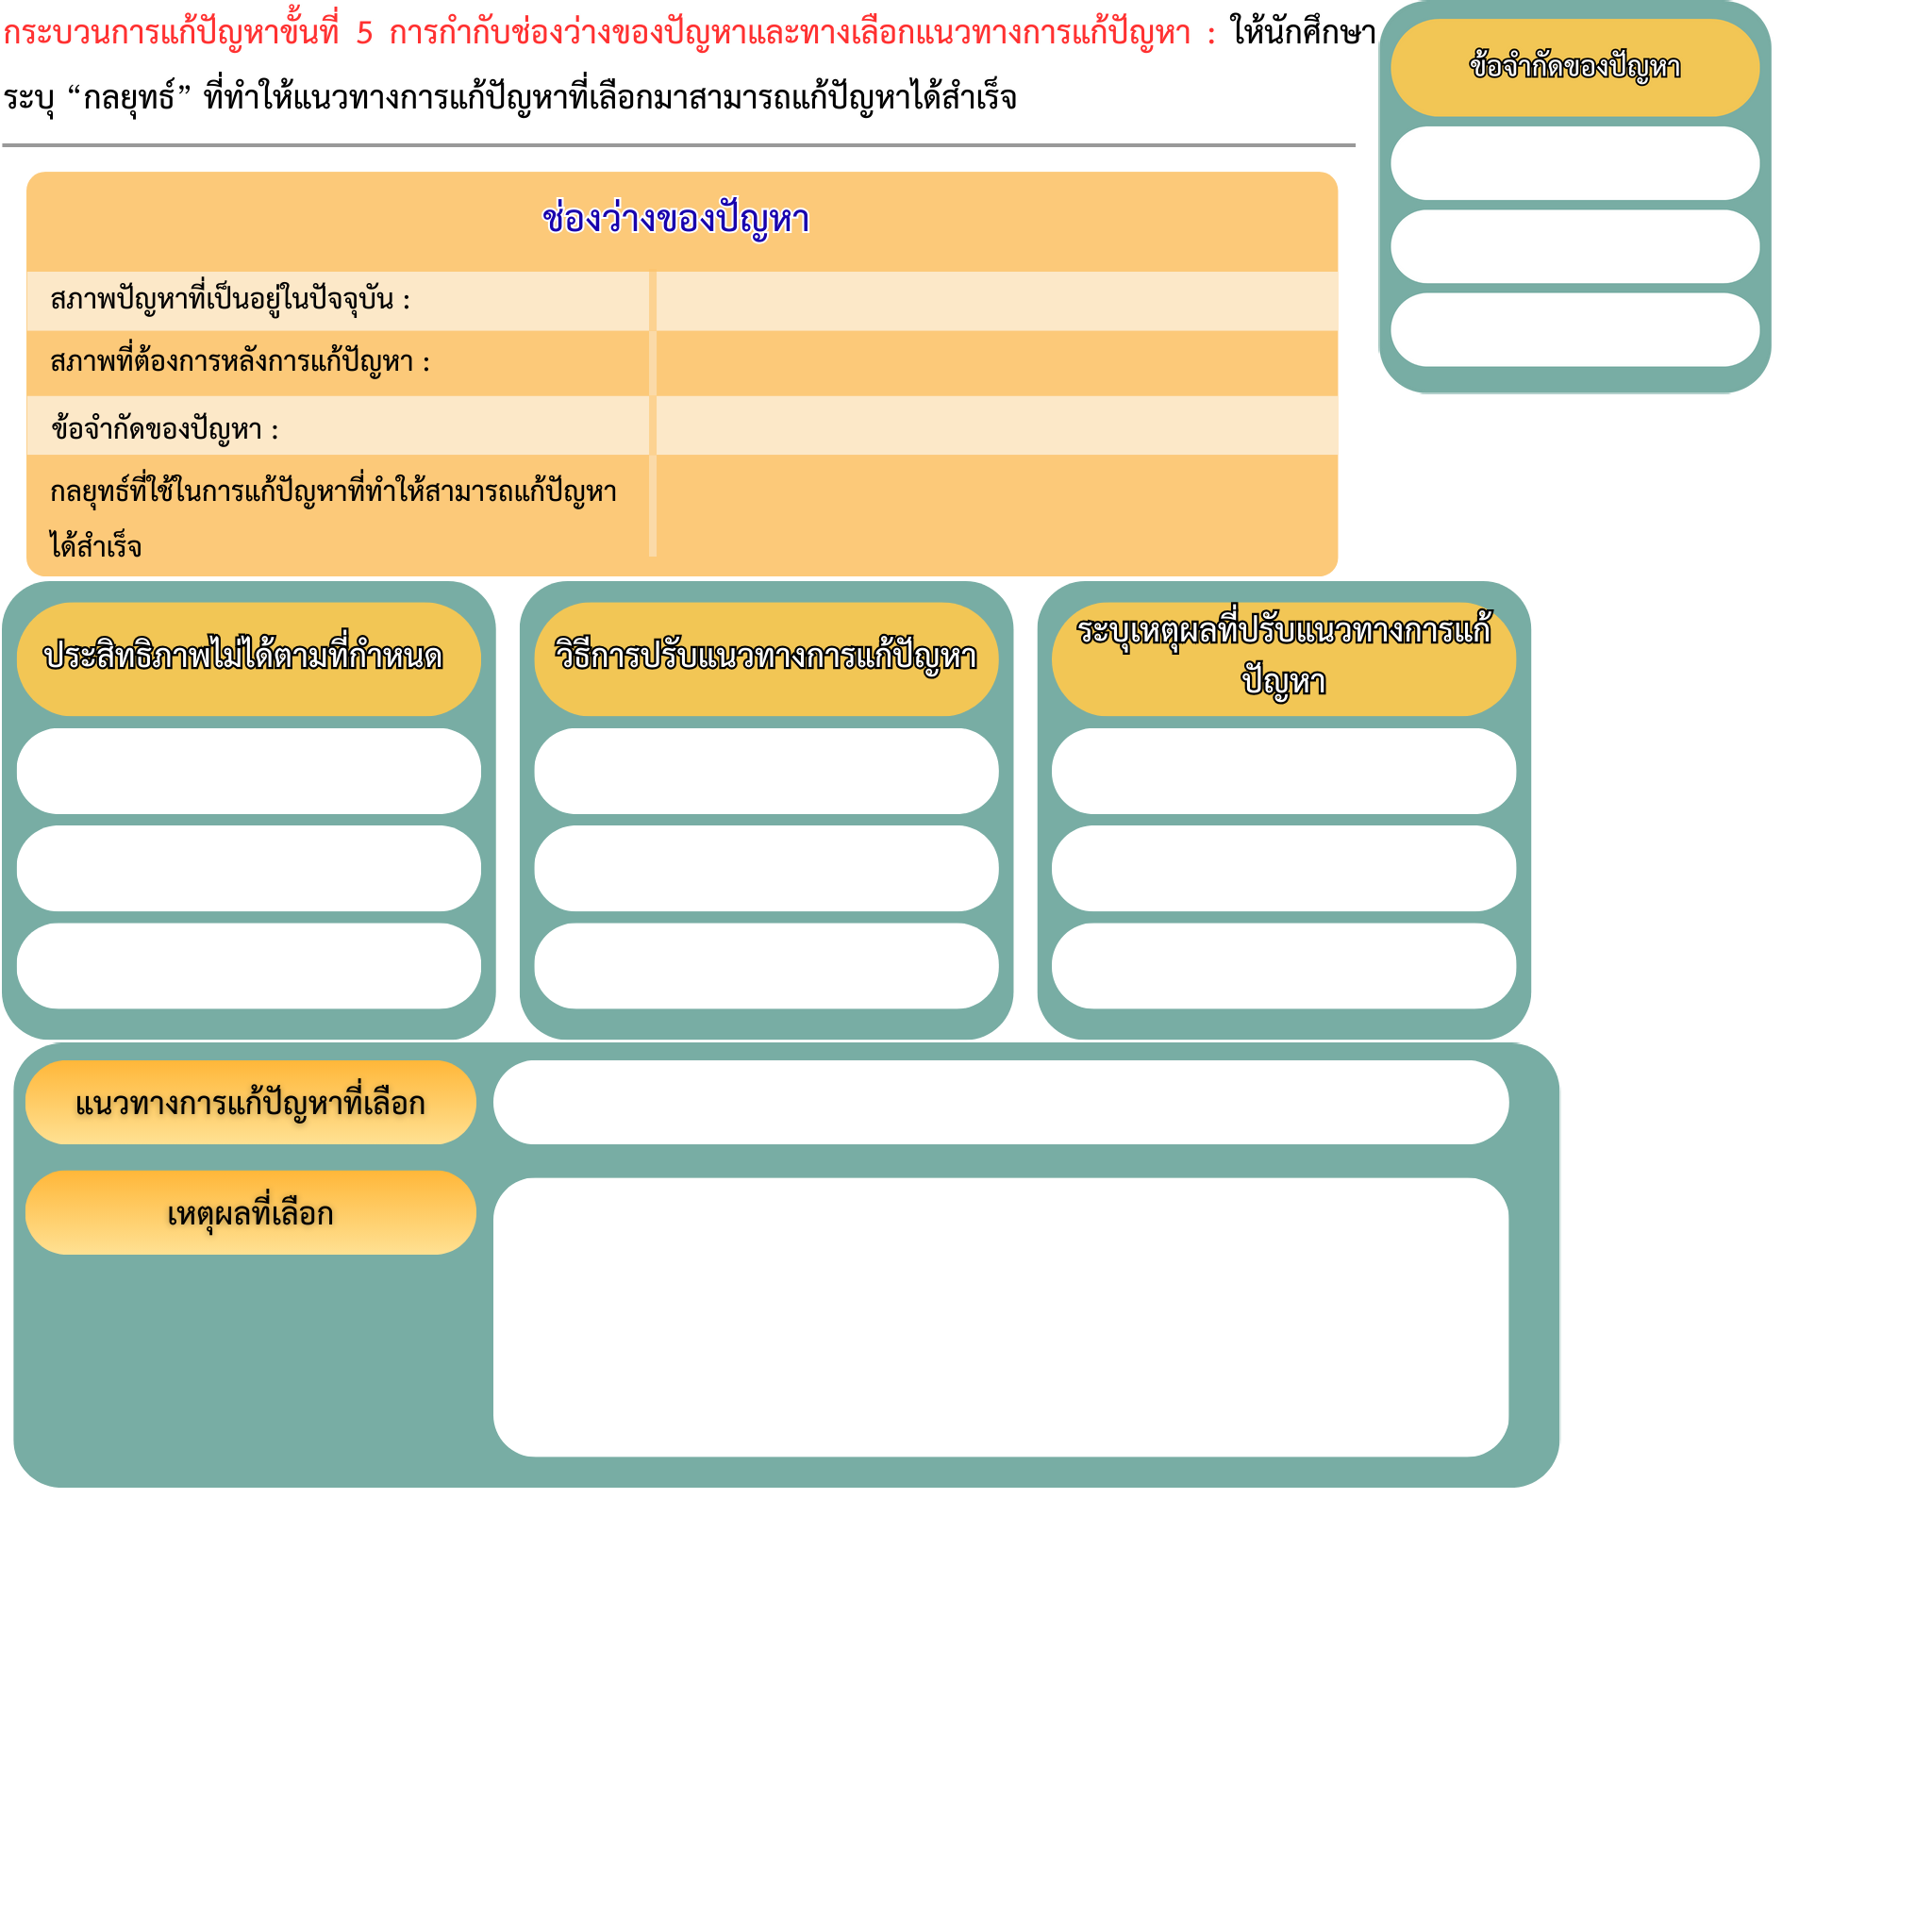 กระบวนการแก้ปัญหาขั้นที่ 5 การกำกับช่องว่างของปัญหาและทางเลือกแนวทางการแก้ปัญหา : ให้นักศึกษา
ระบุ “กลยุทธ์” ที่ทำให้แนวทางการแก้ปัญหาที่เลือกมาสามารถแก้ปัญหาได้สำเร็จ
ข้อจำกัดของปัญหา
ช่องว่างของปัญหา
สภาพปัญหาที่เป็นอยู่ในปัจจุบัน :
สภาพที่ต้องการหลังการแก้ปัญหา :
ข้อจำกัดของปัญหา :
กลยุทธ์ที่ใช้ในการแก้ปัญหาที่ทำให้สามารถแก้ปัญหา
ได้สำเร็จ
ประสิทธิภาพไม่ได้ตามที่กำหนด
วิธีการปรับแนวทางการแก้ปัญหา
ระบุเหตุผลที่ปรับแนวทางการแก้
ปัญหา
แนวทางการแก้ปัญหาที่เลือก
เหตุผลที่เลือก